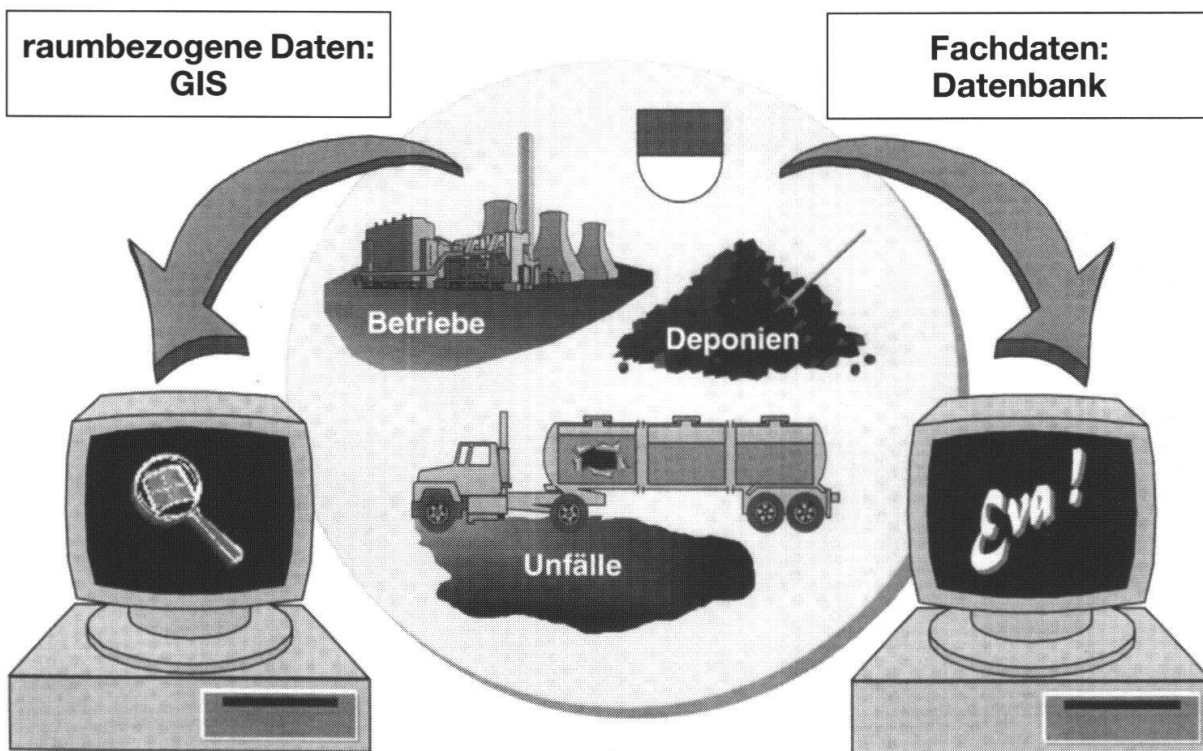 raumbezogene Daten:
GIS
Fachdaten:
Datenbank
Betriebe
Deponien
Unfälle
Eva!